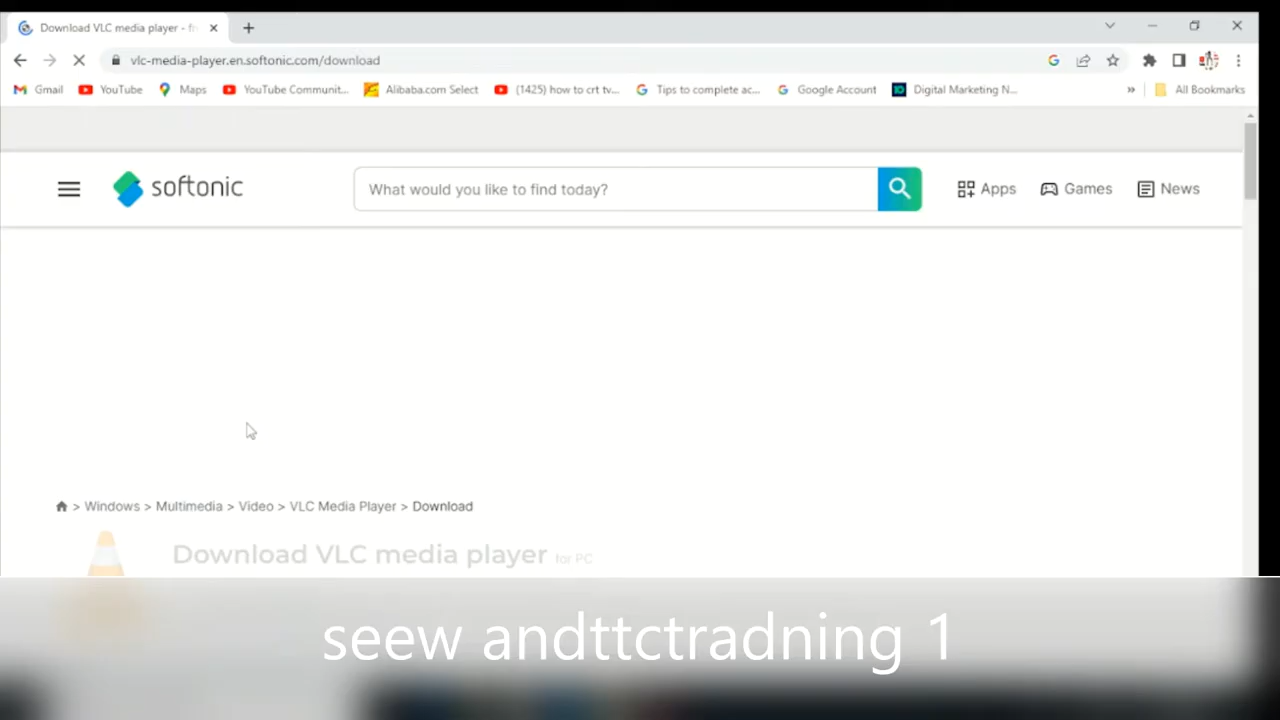 Download VLC media player - fr
vlc-media-player.en.softonic.com/download
Gmail YouTube Maps YouTube Communit... Alibaba.com Select (1425) how to crt tv... Tips to complete ac... Google Account Digital Marketing N... » All Bookmarks
softonic What would you like to find today? Apps Games News
> Windows > Multimedia > Video > VLC Media Player > Download
Download VLC media player for PC
seew andttctradning 1